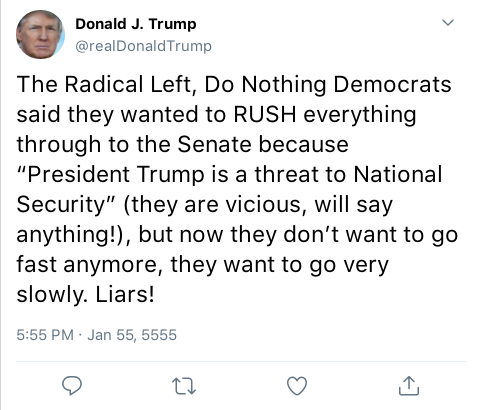 Donald J. Trump
@realDonaldTrump
The Radical Left, Do Nothing Democrats
said they wanted to RUSH everything
through to the Senate because
“President Trump is a threat to National
Security” (they are vicious, will say
anything!), but now they don’t want to go
fast anymore, they want to go very
slowly. Liars!
5:55 PM · Jan 55, 5555